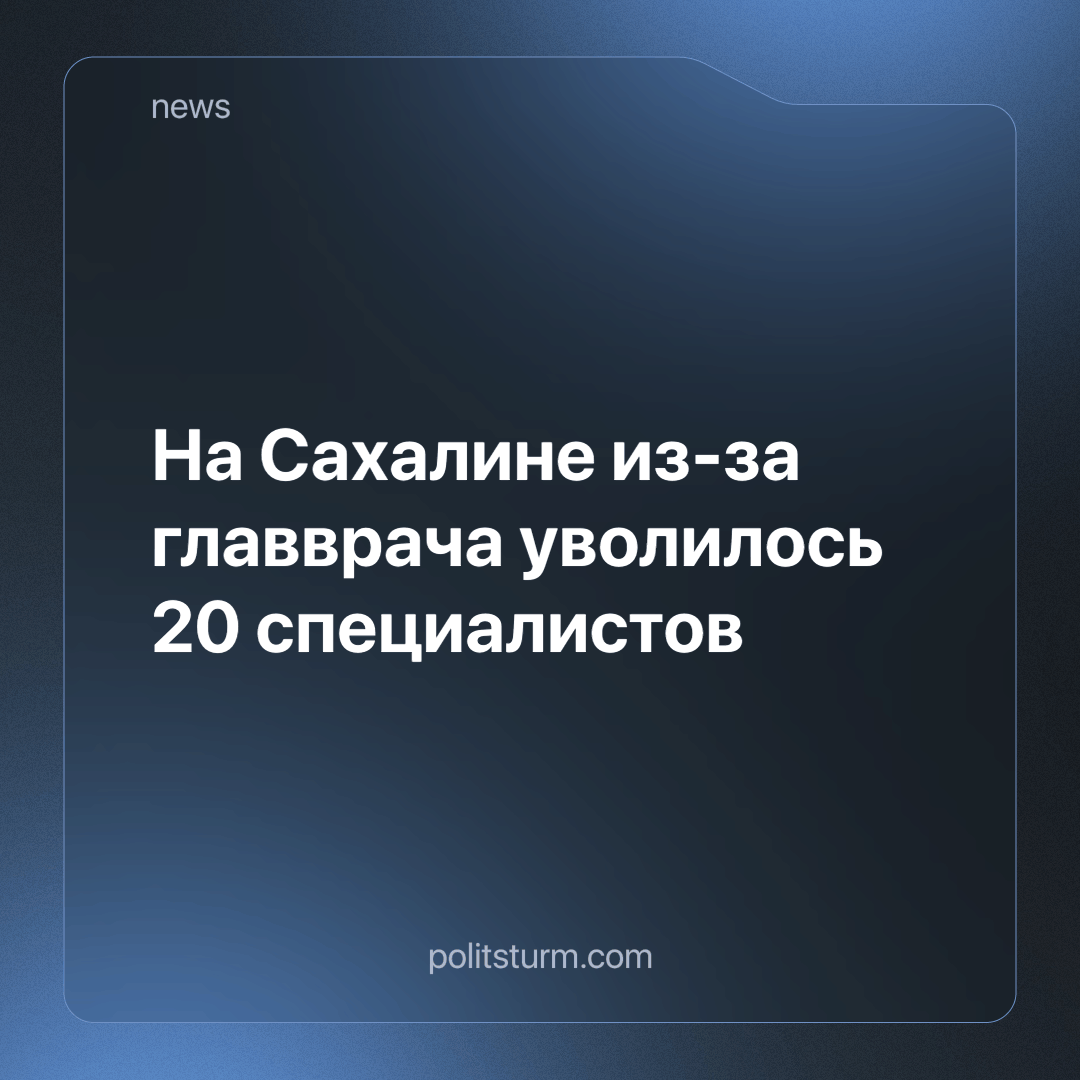 news
На Сахалине из-за
главврача уволилось
20 специалистов
politsturm.com